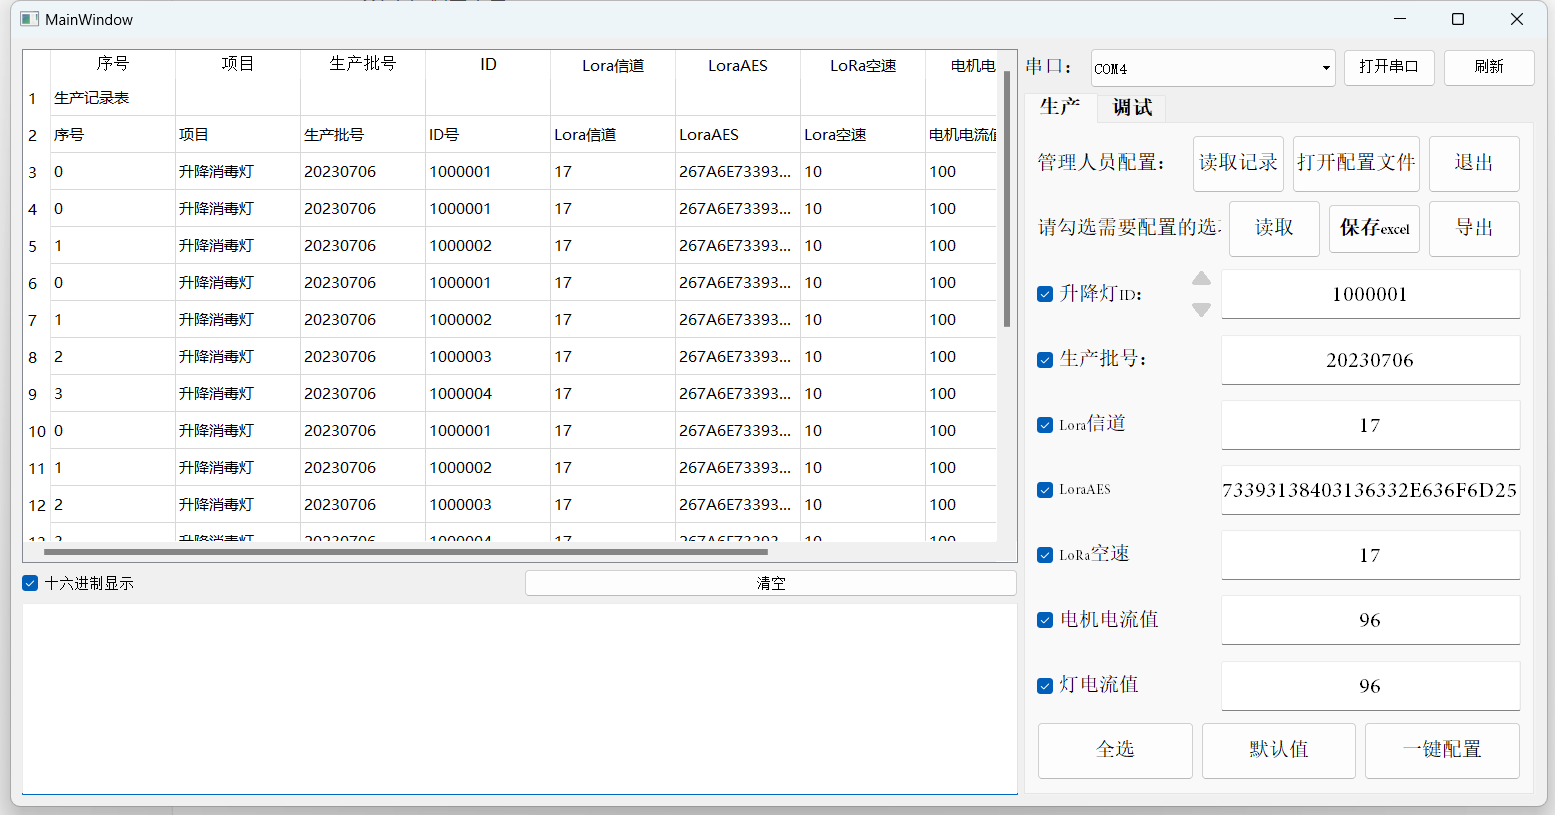 MainWindow
序号 项目 生产批号 ID Lora信道 LoraAES LoRa空速 电机电
1 生产记录表
2 序号 项目 生产批号 ID号 Lora信道 LoraAES Lora空速 电机电流值
3 0 升降消毒灯 20230706 1000001 17 267A6E73393... 10 100
4 0 升降消毒灯 20230706 1000001 17 267A6E73393... 10 100
5 1 升降消毒灯 20230706 1000002 17 267A6E73393... 10 100
6 0 升降消毒灯 20230706 1000001 17 267A6E73393... 10 100
7 1 升降消毒灯 20230706 1000002 17 267A6E73393... 10 100
8 2 升降消毒灯 20230706 1000003 17 267A6E73393... 10 100
9 3 升降消毒灯 20230706 1000004 17 267A6E73393... 10 100
10 0 升降消毒灯 20230706 1000001 17 267A6E73393... 10 100
11 1 升降消毒灯 20230706 1000002 17 267A6E73393... 10 100
12 2 升降消毒灯 20230706 1000003 17 267A6E73393... 10 100
13 3 升降消毒灯 20230706 1000004 17 267A6E73393... 10 100
十六进制显示 清空
串口： COM4 打开串口 刷新
生产 调试
管理人员配置： 读取记录 打开配置文件 退出
请勾选需要配置的选 读取 保存excel 导出
升降灯ID： 1000001
生产批号： 20230706
Lora信道 17
LoraAES 73393138403136332E636F6D25
LoRa空速 17
电机电流值 96
灯电流值 96
全选 默认值 一键配置